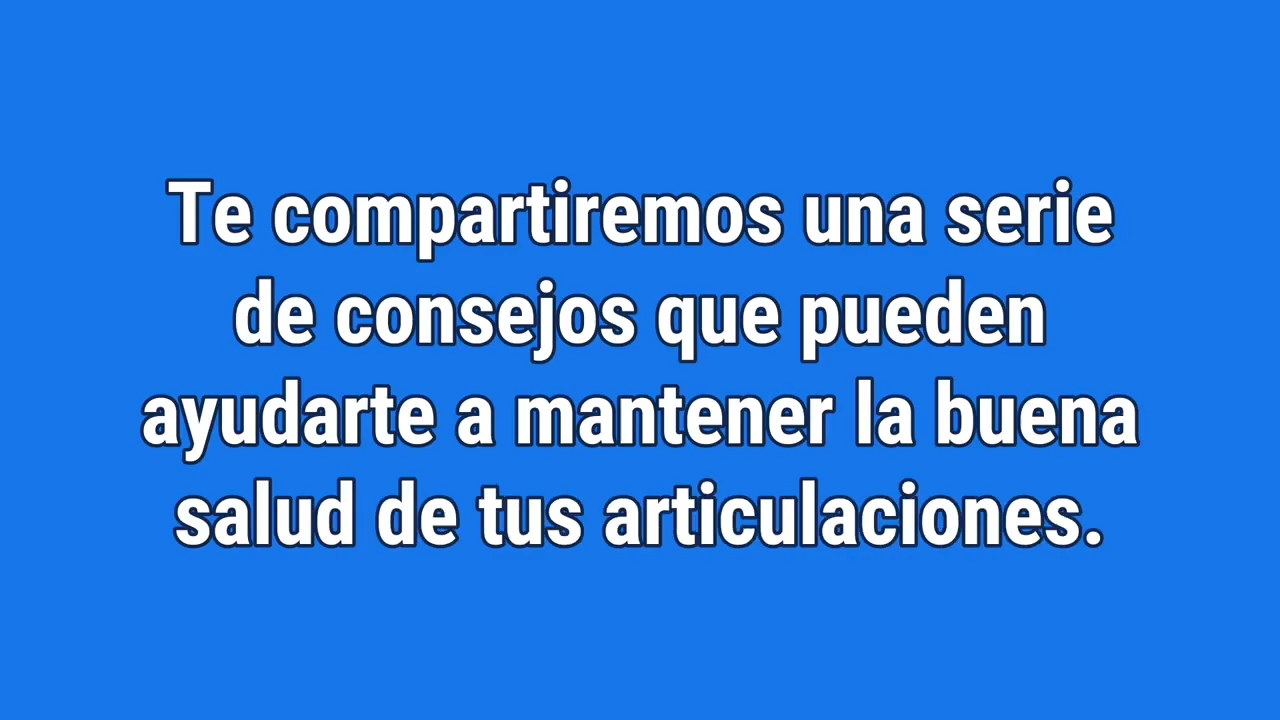 Te compartiremos una serie
de consejos que pueden
ayudarte a mantener la buena
salud de tus articulaciones.